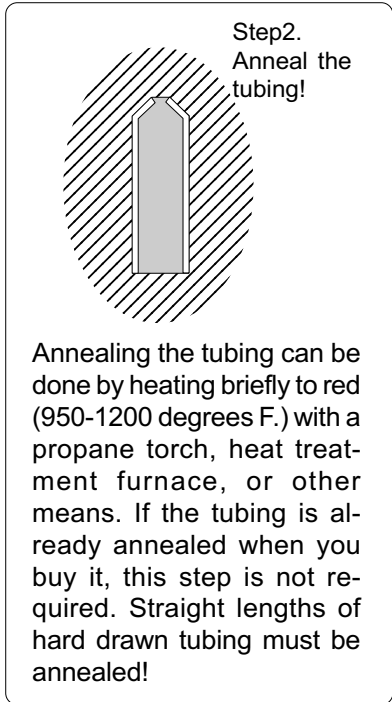 Step2.
Anneal the
tubing!
Annealing the tubing can be
done by heating briefly to red
(950-1200 degrees F.) with a
propane torch, heat treat-
ment furnace, or other
means. If the tubing is al-
ready annealed when you
buy it, this step is not re-
quired. Straight lengths of
hard drawn tubing must be
annealed!